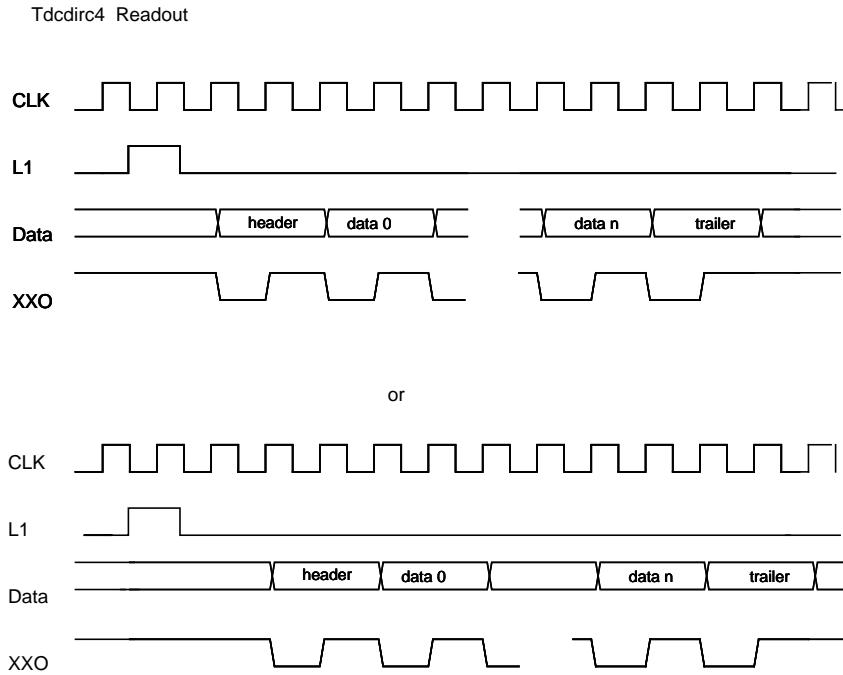 Tdcdirc4 Readout
CLK
L1
header data 0 data n trailer
Data
XXO
or
CLK
L1
header data 0 data n trailer
Data
XXO